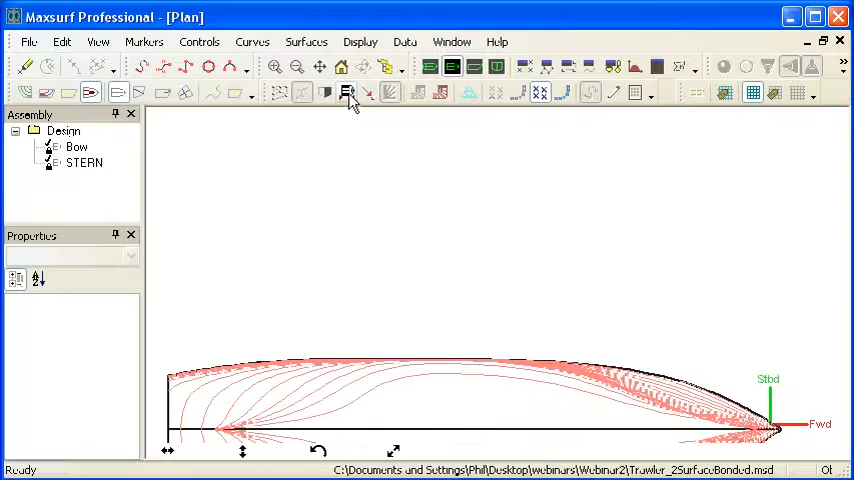 Maxsurf Professional - [Plan]
File Edit View Markers Controls Curves Surfaces Display Data Window Help
Assembly
Design
Bow
STERN
Properties
Stbd
Fwd
Ready
C:\Documents and Settings\Phil\Desktop\webinars\Webinar2\Trawler_2SurfaceBonded.msd